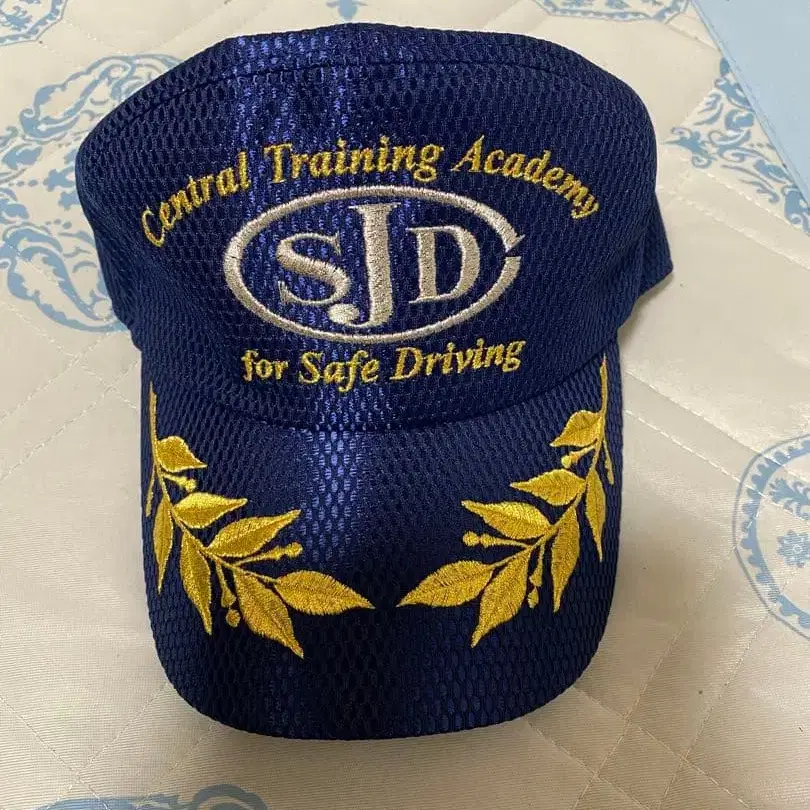 Central Training Academy
SJD
for Safe Driving